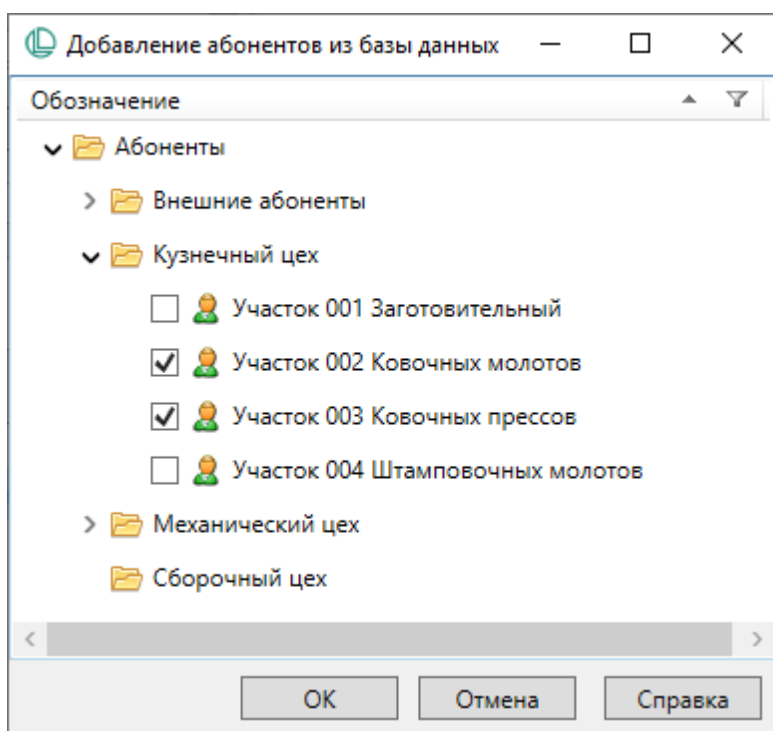 Добавление абонентов из базы данных
Обозначение
Абоненты
Внешние абоненты
Кузнечный цех
Участок 001 Заготовительный
Участок 002 Ковочных молотов
Участок 003 Ковочных прессов
Участок 004 Штамповочных молотов
Механический цех
Сборочный цех
ОК Отмена Справка